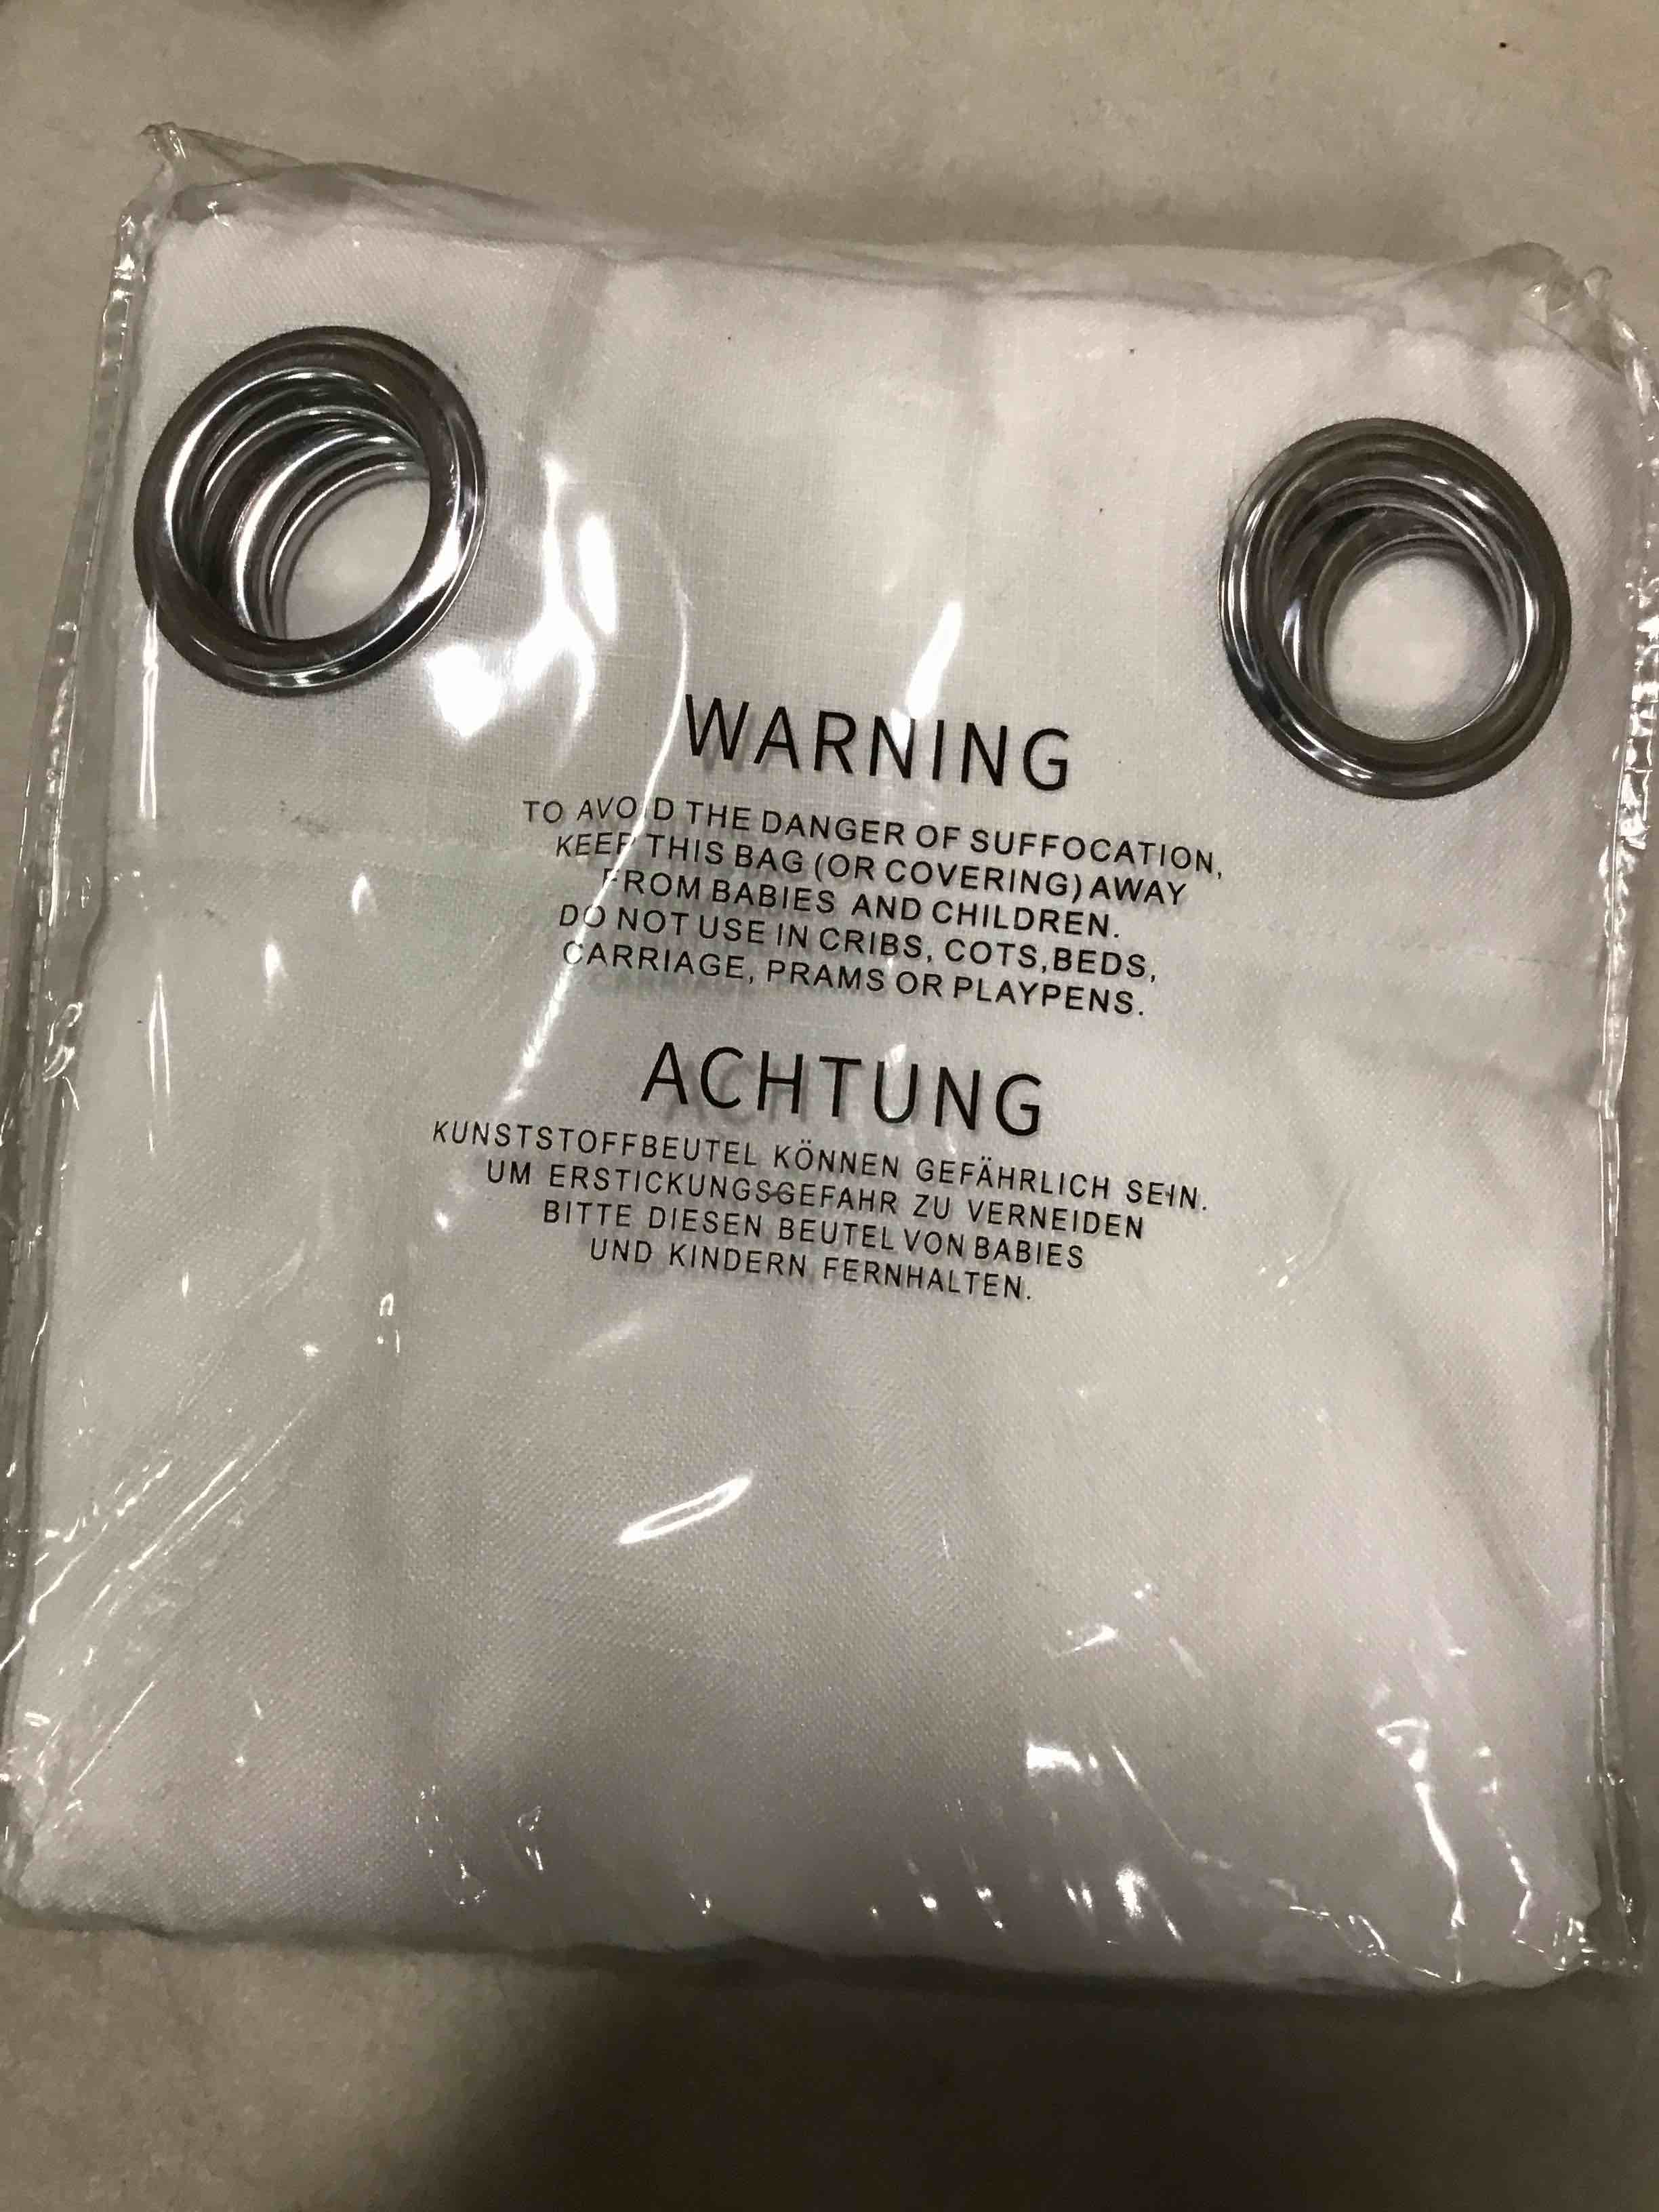 WARNING
TO AVOID THE DANGER OF SUFFOCATION,
KEEP THIS BAG (OR COVERING) AWAY
FROM BABIES AND CHILDREN.
DO NOT USE IN CRIBS, COTS,BEDS,
CARRIAGE, PRAMS OR PLAYPENS.
ACHTUNG
KUNSTSTOFFBEUTEL KÖNNEN GEFÄHRLICH SEIN.
UM ERSTICKUNGSGEFAHR ZU VERNEIDEN
BITTE DIESEN BEUTEL VON BABIES
UND KINDERN FERNHALTEN.